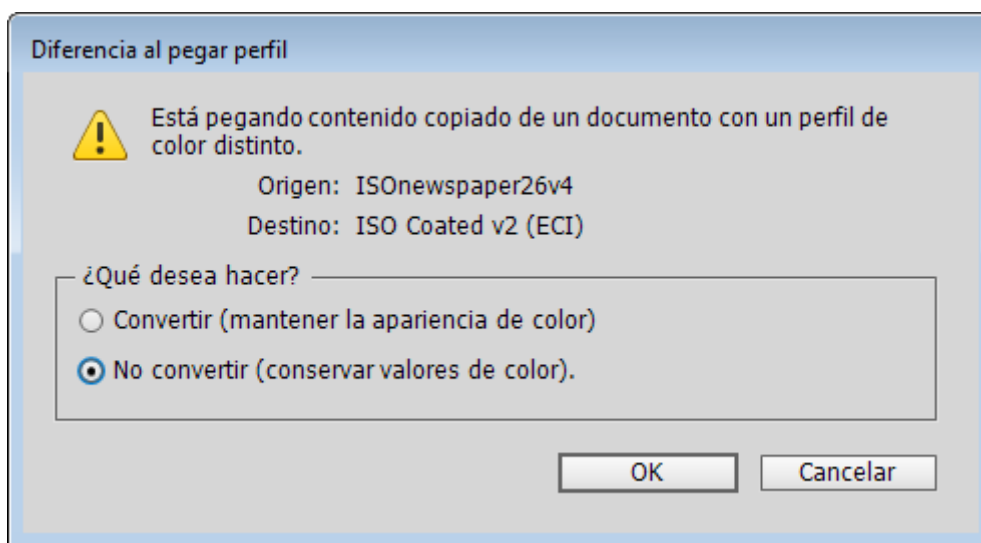 Diferencia al pegar perfil
Está pegando contenido copiado de un documento con un perfil de
color distinto.
Origen: ISOnewspaper26v4
Destino: ISO Coated v2 (ECI)
¿Qué desea hacer?
Convertir (mantener la apariencia de color)
No convertir (conservar valores de color).
OK Cancelar